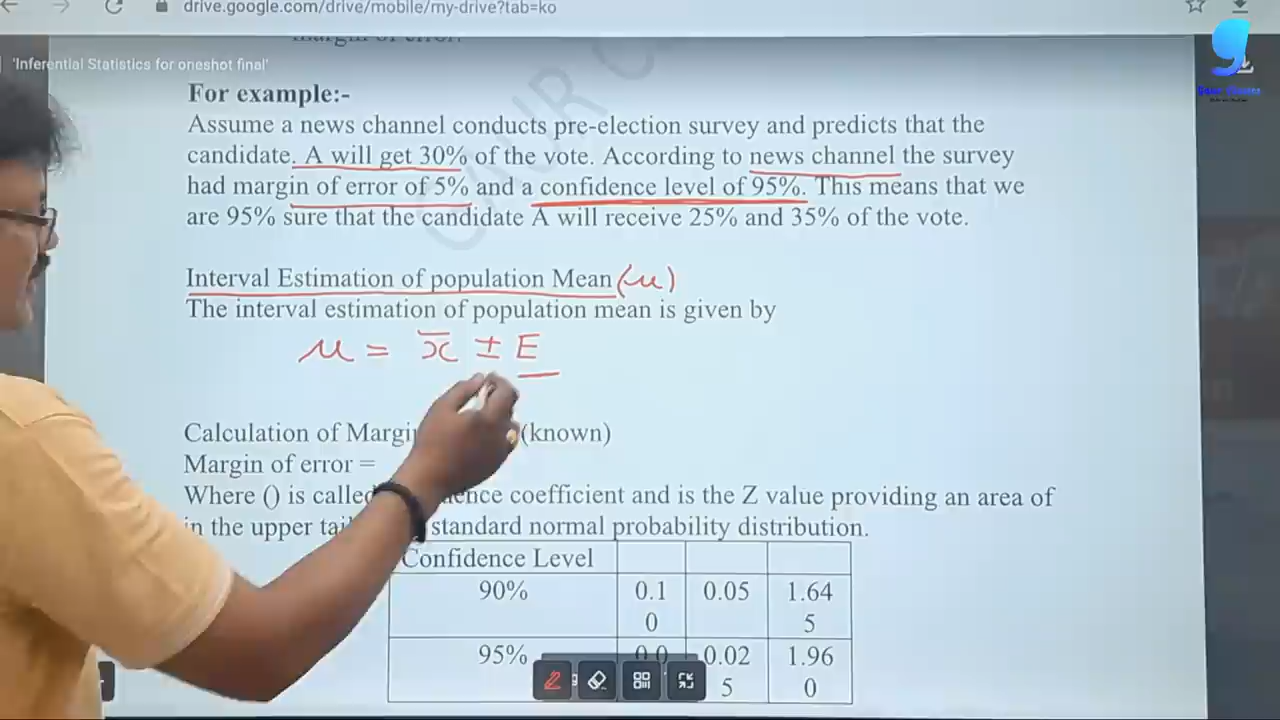 drive.google.com/drive/mobile/my-drive?tab=ko
margin of error.
'Inferential Statistics for oneshot final'
For example:-
Assume a news channel conducts pre-election survey and predicts that the
candidate. A will get 30% of the vote. According to news channel the survey
had margin of error of 5% and a confidence level of 95%. This means that we
are 95% sure that the candidate A will receive 25% and 35% of the vote.
Interval Estimation of population Mean (μ)
The interval estimation of population mean is given by
μ = x̄ ± E
Calculation of Margi (known)
Margin of error =
Where () is called coefficient and is the Z value providing an area of
in the upper tail standard normal probability distribution.
Confidence Level
90% 0.1 0.05 1.64
0 5
95% 0.0 0.02 1.96
5 0